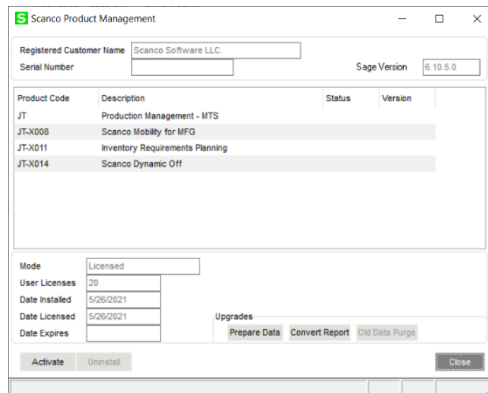 S Scanco Product Management
Registered Customer Name Scanco Software LLC.
Serial Number Sage Version 6.10.5.0
Product Code Description Status Version
JT Production Management - MTS
JT-X008 Scanco Mobility for MFG
JT-X011 Inventory Requirements Planning
JT-X014 Scanco Dynamic Off
Mode Licensed
User Licenses 20
Date Installed 5/26/2021
Date Licensed 5/26/2021 Upgrades
Date Expires Prepare Data Convert Report Old Data Purge
Activate Uninstall Close